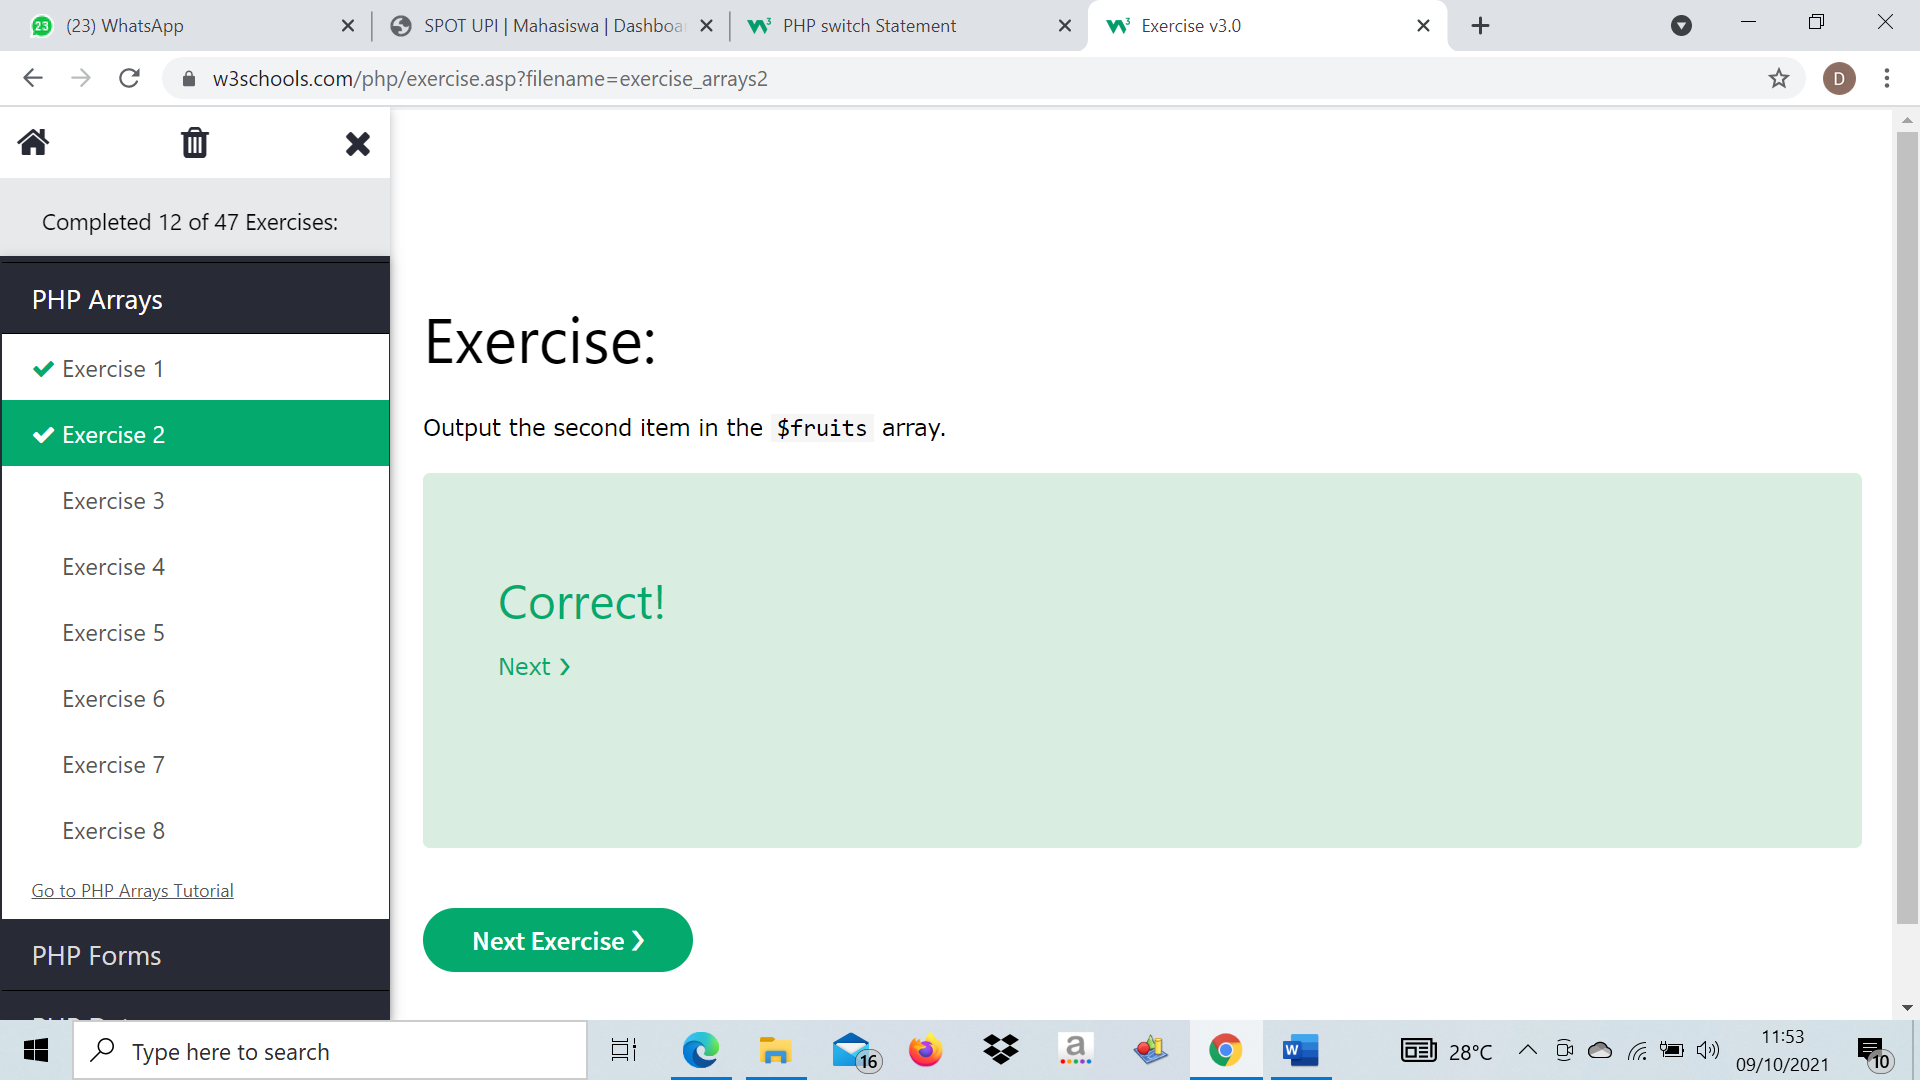 (23) WhatsApp
SPOT UPI | Mahasiswa | Dashboa
PHP switch Statement
Exercise v3.0
w3schools.com/php/exercise.asp?filename=exercise_arrays2
D
Completed 12 of 47 Exercises:
PHP Arrays
Exercise 1
Exercise 2
Exercise 3
Exercise 4
Exercise 5
Exercise 6
Exercise 7
Exercise 8
Go to PHP Arrays Tutorial
PHP Forms
Exercise:
Output the second item in the $fruits array.
Correct!
Next ❯
Next Exercise ❯
Type here to search
16
28°C
11:53
09/10/2021
10